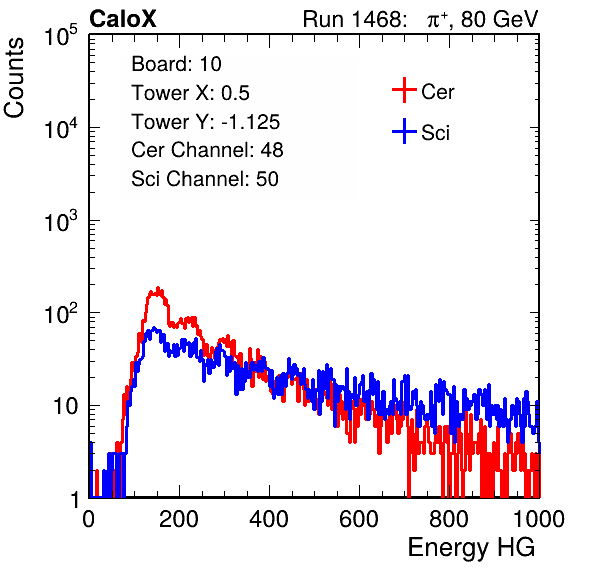 CaloX Run 1468: π⁺, 80 GeV
Counts
Board: 10
Tower X: 0.5
Tower Y: -1.125
Cer Channel: 48
Sci Channel: 50
Cer
Sci
10⁵
10⁴
10³
10²
10
1
0 200 400 600 800 1000
Energy HG